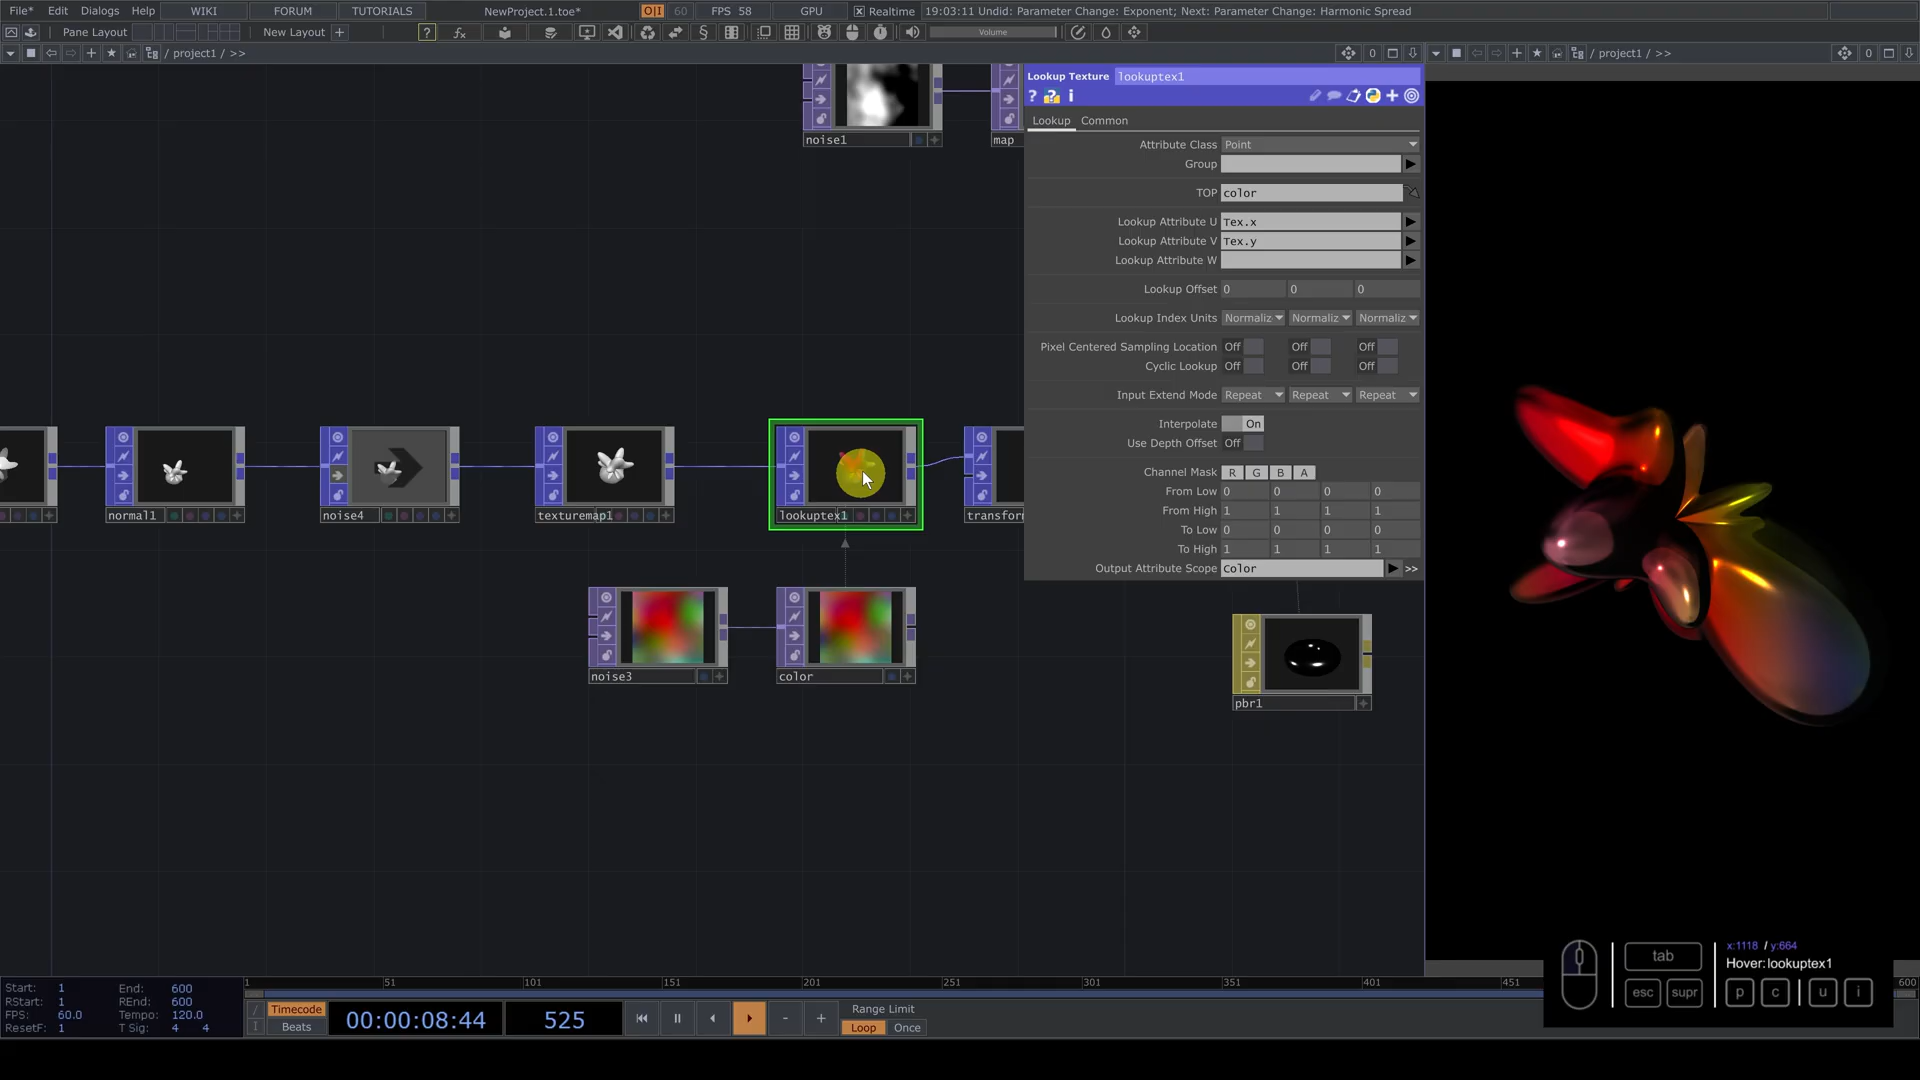 File* Edit Dialogs Help WIKI FORUM TUTORIALS NewProject.1.toe* O|I 60 FPS 58 GPU Realtime 19:03:11 Undid: Parameter Change: Exponent; Next: Parameter Change: Harmonic Spread
Pane Layout New Layout + ? Volume
/ project1 / >> 0 / project1 / >> 0
Lookup Texture lookuptex1
? ? i
Lookup Common
Attribute Class Point
Group
TOP color
Lookup Attribute U Tex.x
Lookup Attribute V Tex.y
Lookup Attribute W
Lookup Offset 0 0 0
Lookup Index Units Normaliz Normaliz Normaliz
Pixel Centered Sampling Location Off Off Off
Cyclic Lookup Off Off Off
Input Extend Mode Repeat Repeat Repeat
Interpolate On
Use Depth Offset Off
Channel Mask R G B A
From Low 0 0 0 0
From High 1 1 1 1
To Low 0 0 0 0
To High 1 1 1 1
Output Attribute Scope Color >>
noise1 map
normal1 noise4 texturemap1 lookuptex1 transfor
noise3 color
pbr1
x:1118 / y:664
Hover:lookuptex1
tab
esc supr p c u i
1 51 101 151 201 251 301 351 401 451 600
Start: 1 End: 600
RStart: 1 REnd: 600
FPS: 60.0 Tempo: 120.0
ResetF: 1 T Sig: 4 4
Timecode
Beats
00:00:08:44 525
Range Limit
Loop Once